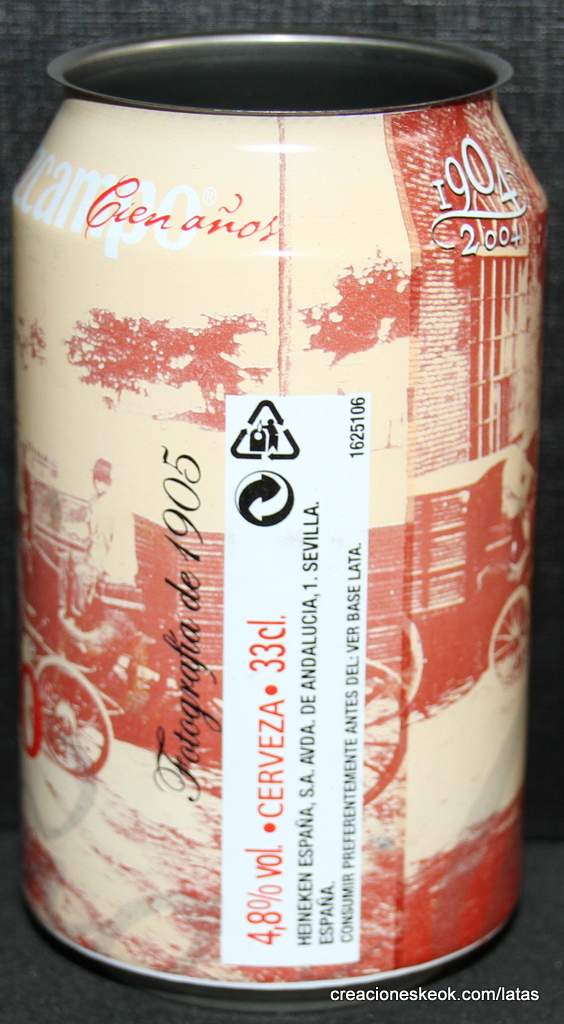 zcampo®
Cien años
1904
2004
Fotografía de 1905
1625106
4,8% vol. • CERVEZA • 33cl.
HEINEKEN ESPAÑA, S.A. AVDA. DE ANDALUCIA, 1. SEVILLA.
ESPAÑA.
CONSUMIR PREFERENTEMENTE ANTES DEL: VER BASE LATA.
O
creacioneskeok.com/latas